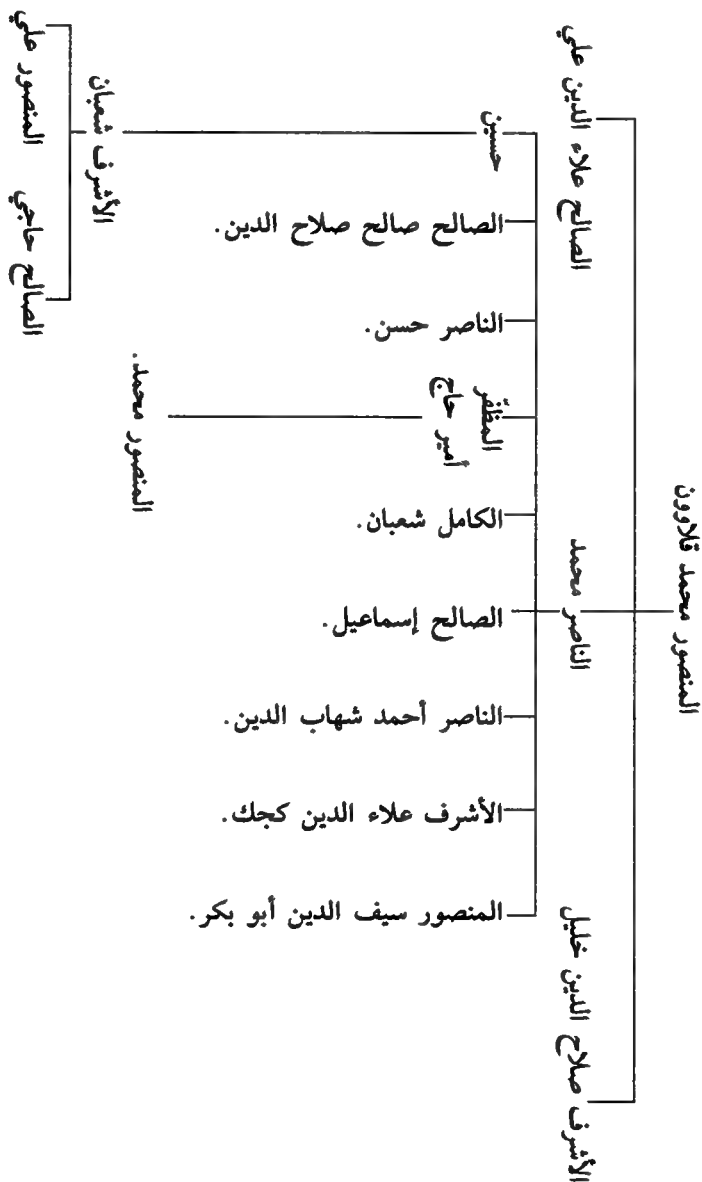 المنصور محمد قلاوون
الصالح علاء الدين علي
الناصر محمد
الأشرف صلاح الدين خليل
حسين
الصالح صالح صلاح الدين.
الناصر حسن.
المظفّر
أمير حاج
الكامل شعبان.
الصالح إسماعيل.
الناصر أحمد شهاب الدين.
الأشرف علاء الدين كجك.
المنصور سيف الدين أبو بكر.
المنصور محمد.
الأشرف شعبان
المنصور علي
الصالح حاجي